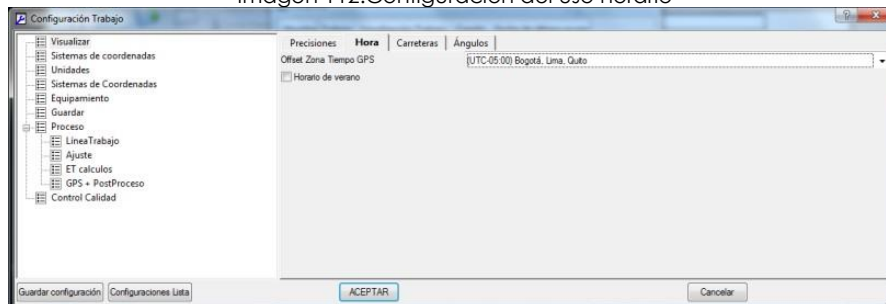 Imagen 112.Configuración del uso horario
Configuración Trabajo
Visualizar
Sistemas de coordenadas
Unidades
Sistemas de Coordenadas
Equipamiento
Guardar
Proceso
LineaTrabajo
Ajuste
ET calculos
GPS + PostProceso
Control Calidad
Precisiones Hora Carreteras Ángulos
Offset Zona Tiempo GPS (UTC-05:00) Bogotá, Lima, Quito
Horario de verano
Guardar configuración Configuraciones Lista ACEPTAR Cancelar